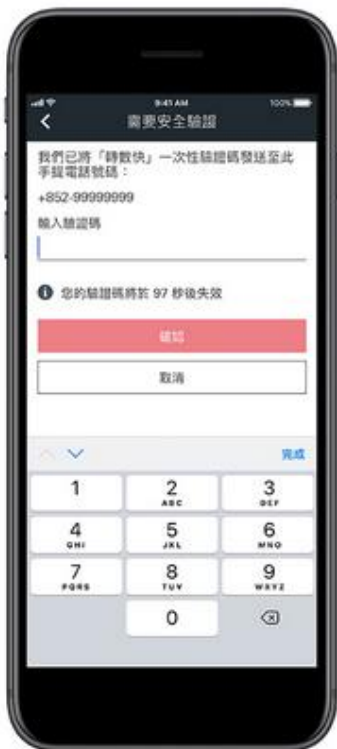 9:41 AM
100%
需要安全驗證
我們已將「轉數快」一次性驗證碼發送至此
手提電話號碼：
+852-99999999
輸入驗證碼
您的驗證碼將於 97 秒後失效
確認
取消
完成
1 2 3
ABC DEF
4 5 6
GHI JKL MNO
7 8 9
PQRS TUV WXYZ
0